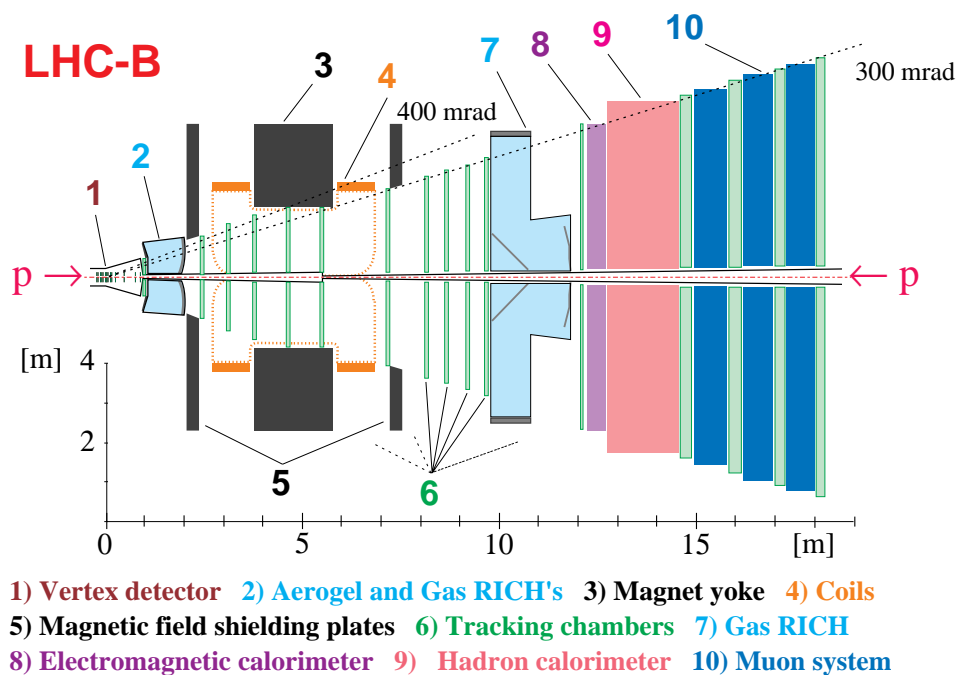 LHC-B
1
2
3
4
5
6
7
8
9
10
400 mrad
300 mrad
p
p
[m]
4
2
0
5
10
15
[m]
1) Vertex detector 2) Aerogel and Gas RICH's 3) Magnet yoke 4) Coils
5) Magnetic field shielding plates 6) Tracking chambers 7) Gas RICH
8) Electromagnetic calorimeter 9) Hadron calorimeter 10) Muon system